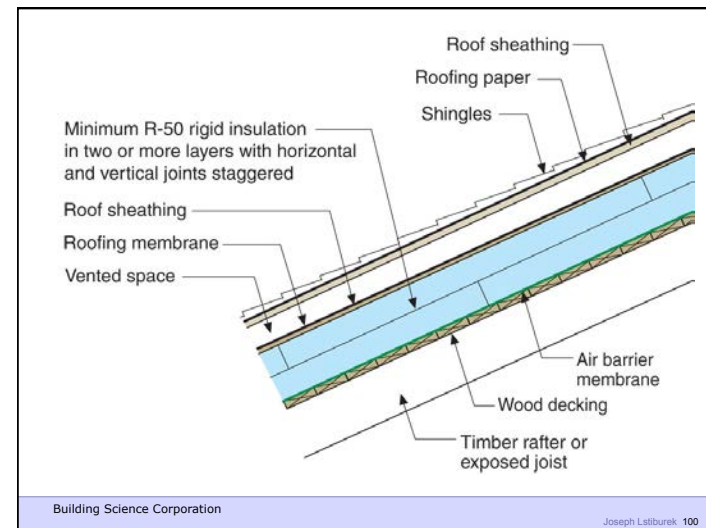 Roof sheathing
Roofing paper
Shingles
Minimum R-50 rigid insulation
in two or more layers with horizontal
and vertical joints staggered
Roof sheathing
Roofing membrane
Vented space
Air barrier
membrane
Wood decking
Timber rafter or
exposed joist
Building Science Corporation
Joseph Lstiburek 100